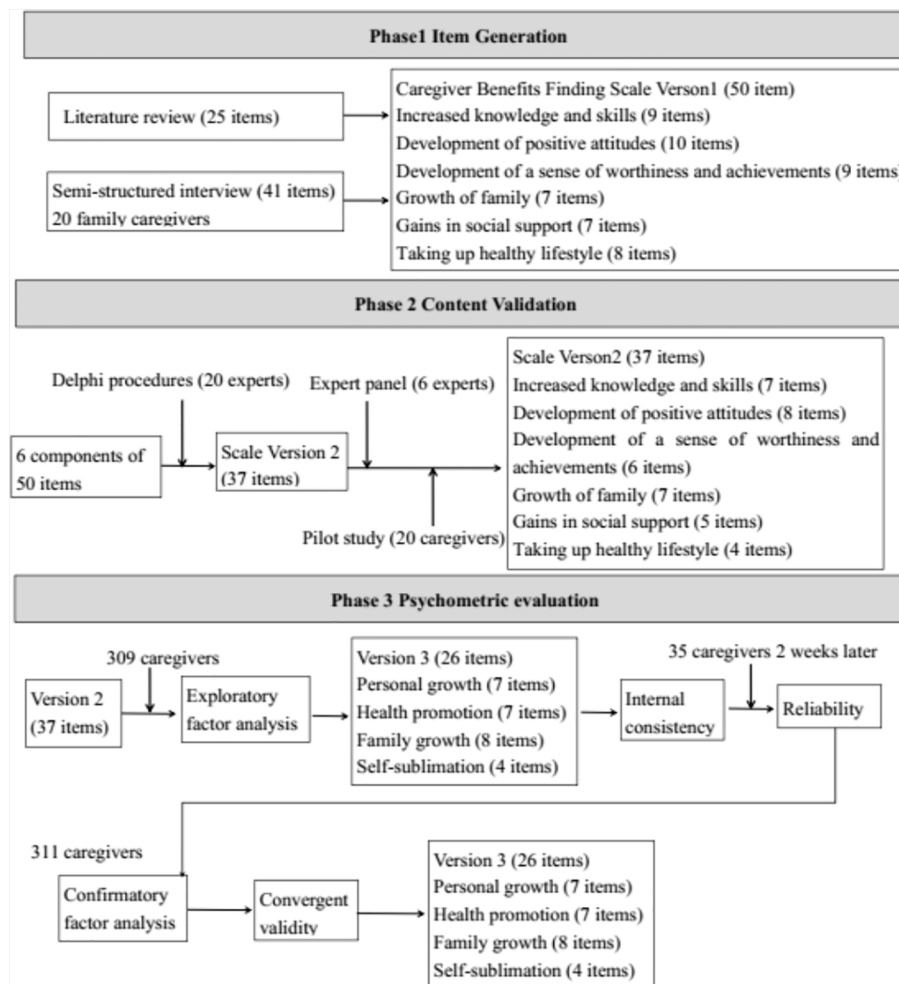 Phase1 Item Generation
Literature review (25 items)
Semi-structured interview (41 items)
20 family caregivers
Caregiver Benefits Finding Scale Verson1 (50 item)
Increased knowledge and skills (9 items)
Development of positive attitudes (10 items)
Development of a sense of worthiness and achievements (9 items)
Growth of family (7 items)
Gains in social support (7 items)
Taking up healthy lifestyle (8 items)
Phase 2 Content Validation
Delphi procedures (20 experts)
Expert panel (6 experts)
6 components of
50 items
Scale Version 2
(37 items)
Pilot study (20 caregivers)
Scale Verson2 (37 items)
Increased knowledge and skills (7 items)
Development of positive attitudes (8 items)
Development of a sense of worthiness and
achievements (6 items)
Growth of family (7 items)
Gains in social support (5 items)
Taking up healthy lifestyle (4 items)
Phase 3 Psychometric evaluation
309 caregivers
35 caregivers 2 weeks later
Version 2
(37 items)
Exploratory
factor analysis
Version 3 (26 items)
Personal growth (7 items)
Health promotion (7 items)
Family growth (8 items)
Self-sublimation (4 items)
Internal
consistency
Reliability
311 caregivers
Confirmatory
factor analysis
Convergent
validity
Version 3 (26 items)
Personal growth (7 items)
Health promotion (7 items)
Family growth (8 items)
Self-sublimation (4 items)